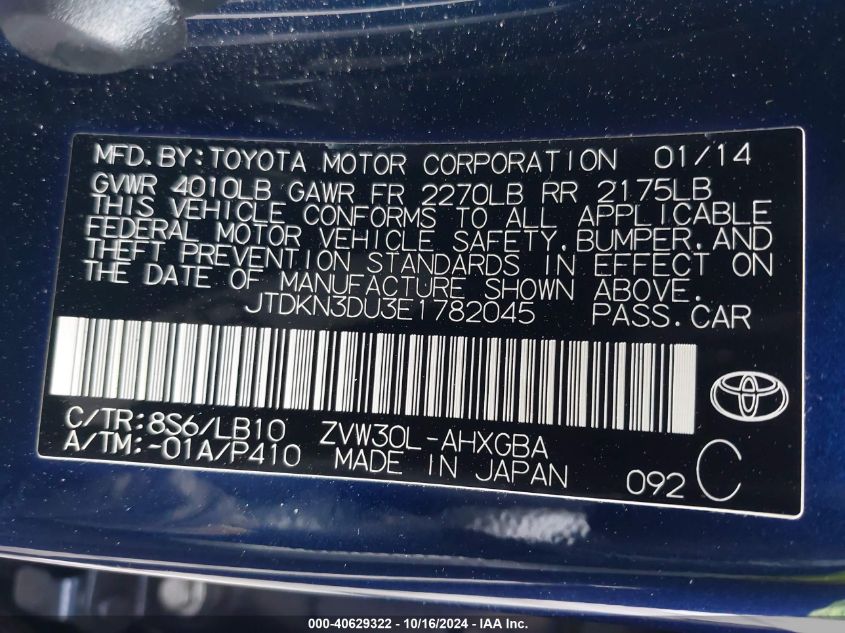 MFD.BY:TOYOTA MOTOR CORPORATION 01/14
GVWR 4010LB GAWR FR 2270LB RR 2175LB
THIS VEHICLE CONFORMS TO ALL APPLICABLE
FEDERAL MOTOR VEHICLE SAFETY,BUMPER,AND
THEFT PREVENTION STANDARDS IN EFFECT ON
THE DATE OF MANUFACTURE SHOWN ABOVE.
JTDKN3DU3E1782045 PASS.CAR
C/TR:8S6/LB10 ZVW30L-AHXGBA
A/TM:-01A/P410 MADE IN JAPAN
092 C
000-40629322 - 10/16/2024 - IAA Inc.